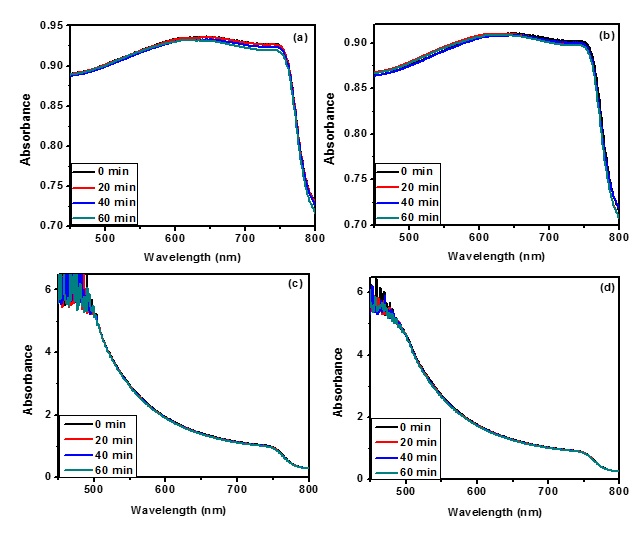 0.95
0.90
0.85
0.80
0.75
0.70
Absorbance
(a)
0 min
20 min
40 min
60 min
500
600
700
800
Wavelength (nm)
0.90
0.85
0.80
0.75
0.70
Absorbance
(b)
0 min
20 min
40 min
60 min
500
600
700
800
Wavelength (nm)
6
4
2
0
Absorbance
(c)
0 min
20 min
40 min
60 min
500
600
700
800
Wavelength (nm)
6
4
2
0
Absorbance
(d)
0 min
20 min
40 min
60 min
500
600
700
800
Wavelength (nm)